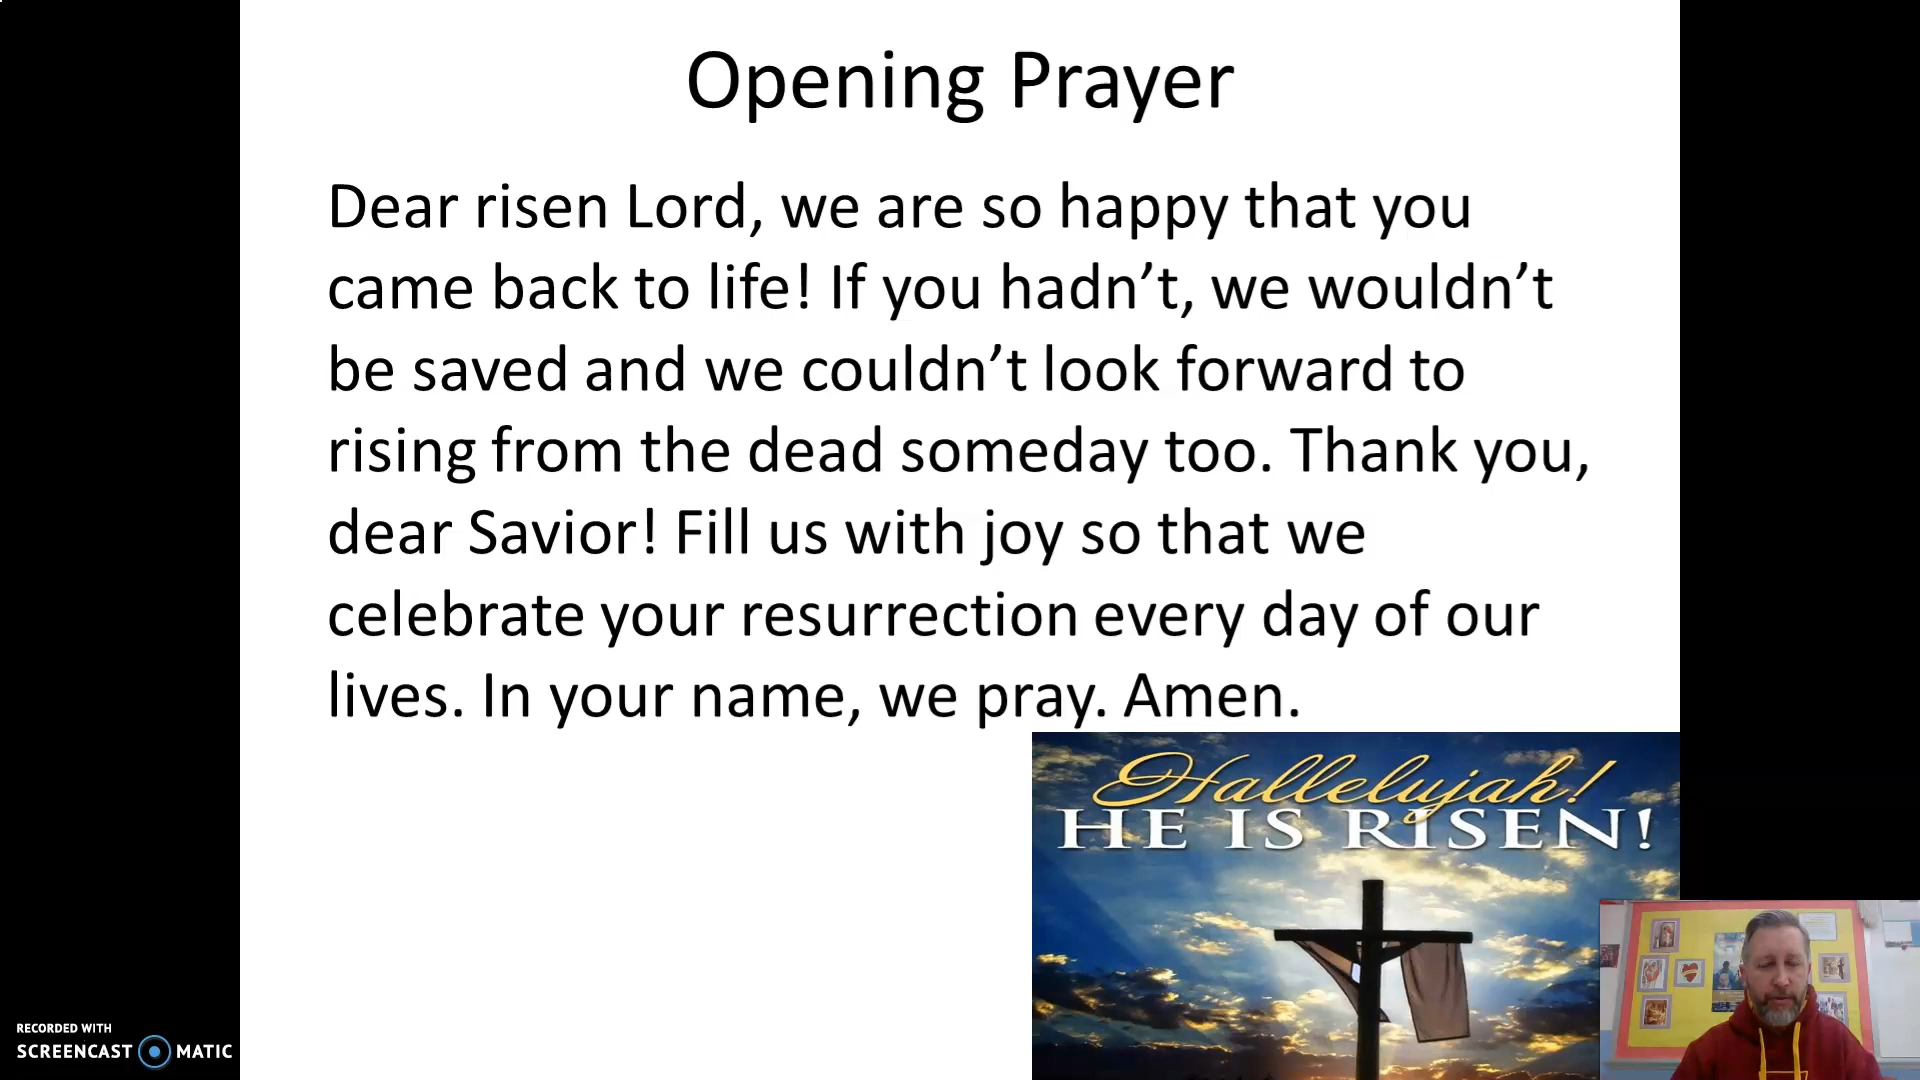 Opening Prayer
Dear risen Lord, we are so happy that you
came back to life! If you hadn’t, we wouldn’t
be saved and we couldn’t look forward to
rising from the dead someday too. Thank you,
dear Savior! Fill us with joy so that we
celebrate your resurrection every day of our
lives. In your name, we pray. Amen.
Hallelujah!
HE IS RISEN!
RECORDED WITH
SCREENCAST MATIC